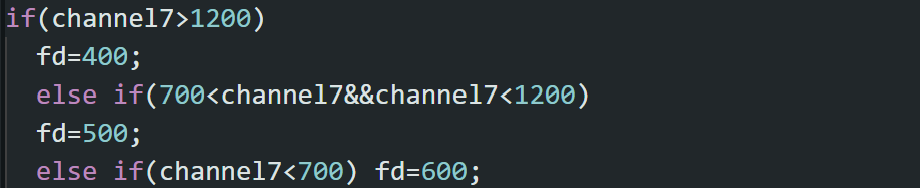 if(channel7>1200)
fd=400;
else if(700<channel7&&channel7<1200)
fd=500;
else if(channel7<700) fd=600;